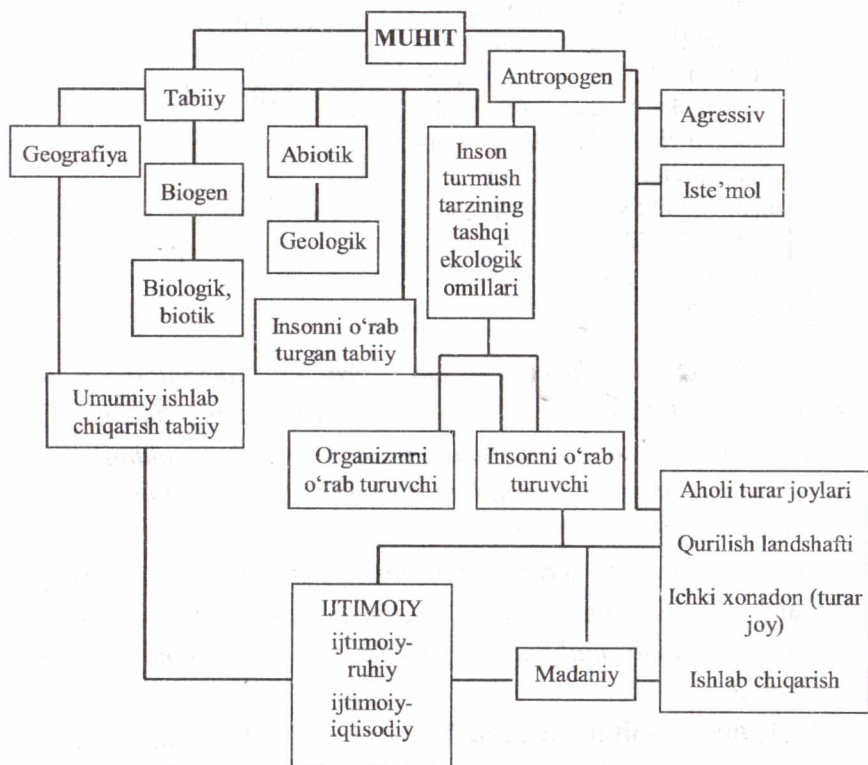 MUHIT
Tabiiy
Antropogen
Geografiya
Biogen
Biologik,
biotik
Abiotik
Geologik
Inson
turmush
tarzining
tashqi
ekologik
omillari
Agressiv
Iste’mol
Insonni o‘rab
turgan tabiiy
Umumiy ishlab
chiqarish tabiiy
Organizmni
o‘rab turuvchi
Insonni o‘rab
turuvchi
Aholi turar joylari
Qurilish landshafti
Ichki xonadon (turar
joy)
Ishlab chiqarish
IJTIMOIY
ijtimoiy-
ruhiy
ijtimoiy-
iqtisodiy
Madaniy